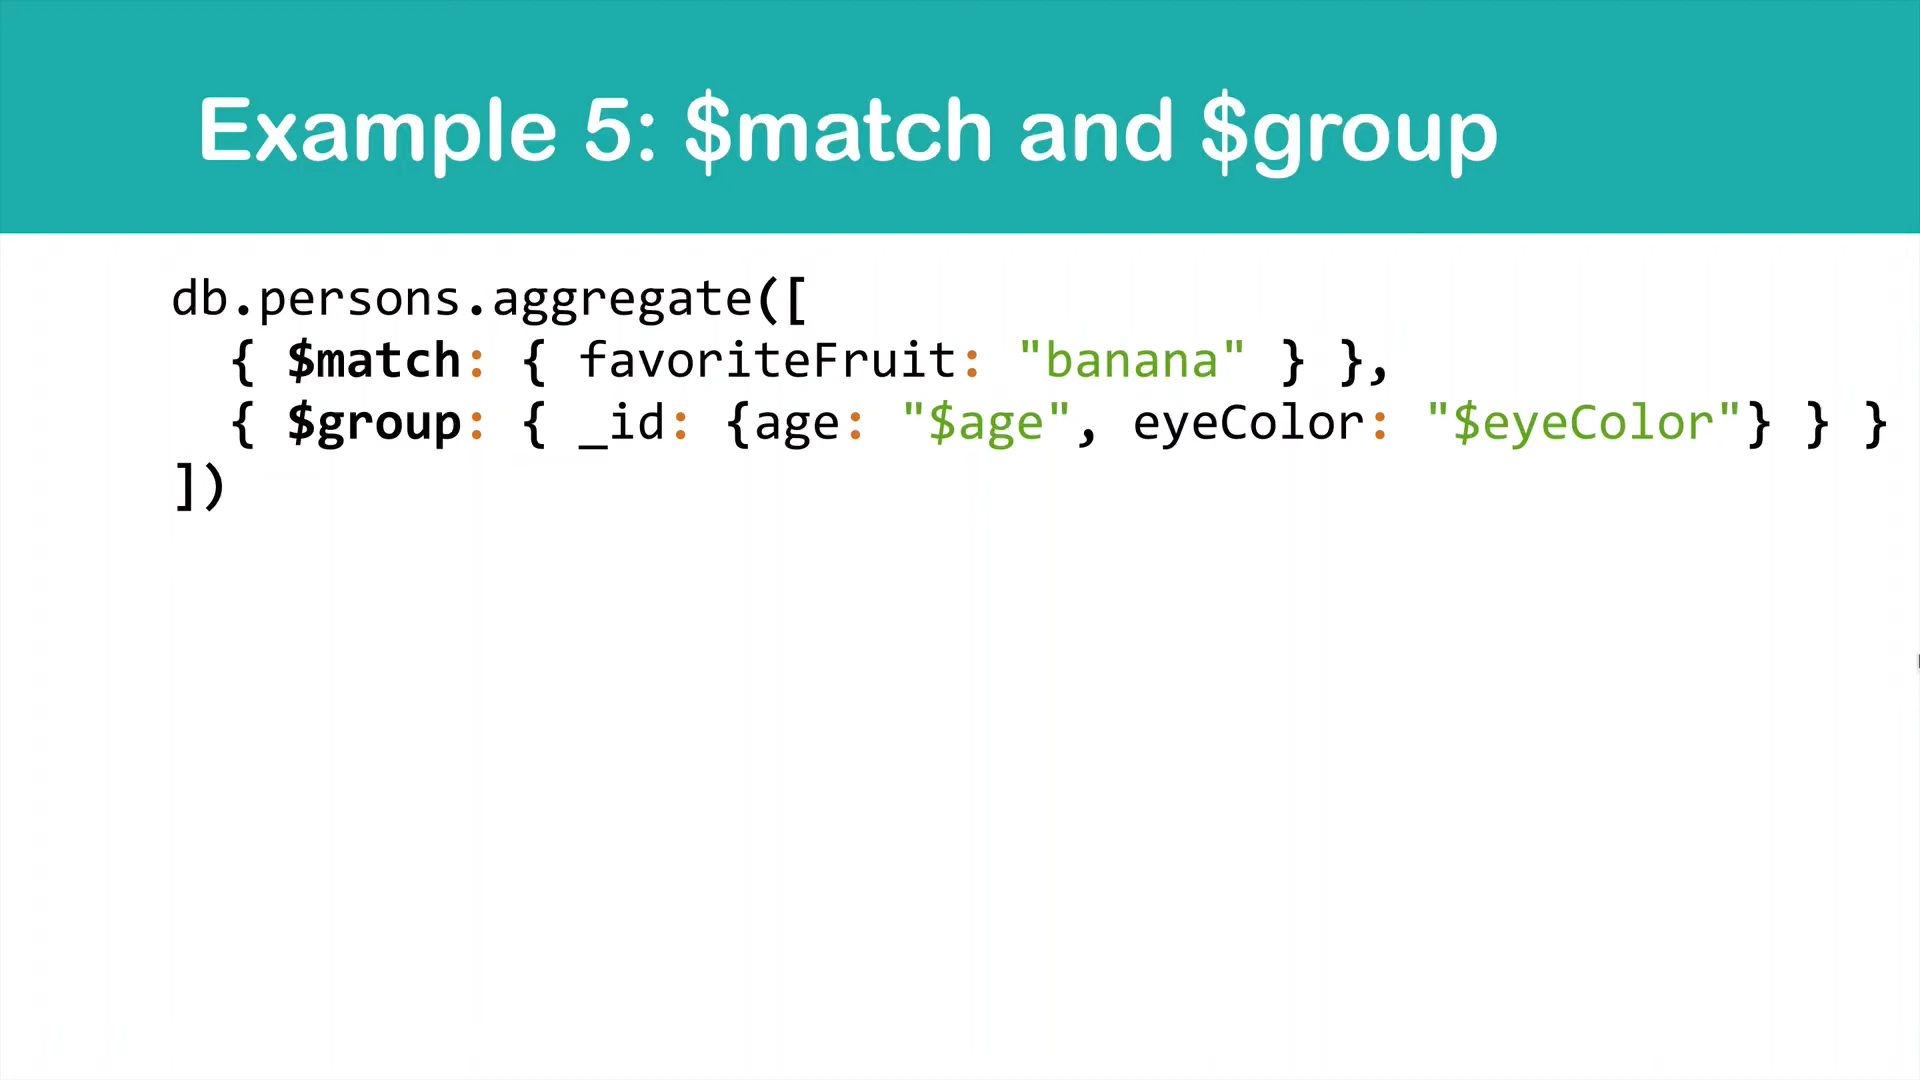 Example 5: $match and $group
db.persons.aggregate([
  { $match: { favoriteFruit: "banana" } },
  { $group: { _id: {age: "$age", eyeColor: "$eyeColor"} } }
])